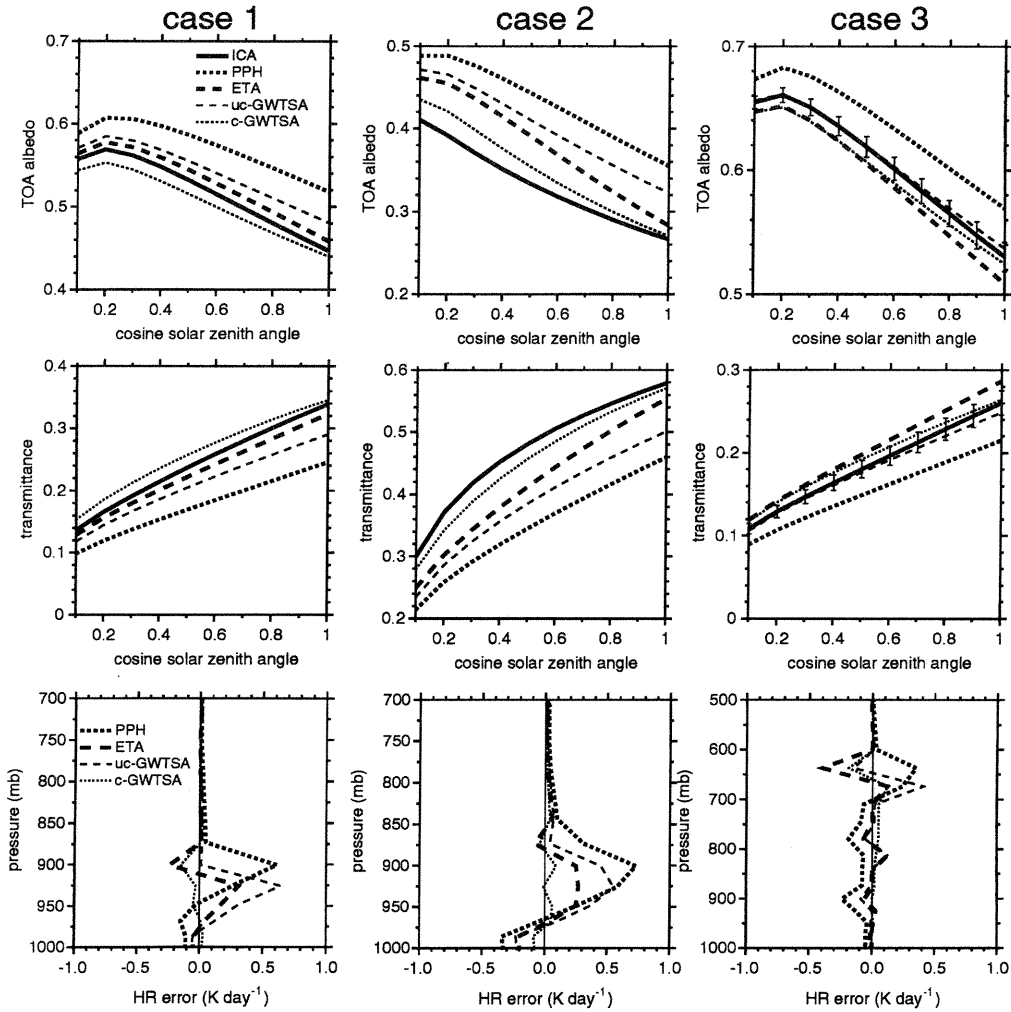 case 1
case 2
case 3
0.7
0.6
0.5
0.4
TOA albedo
ICA
PPH
ETA
uc-GWTSA
c-GWTSA
0.2 0.4 0.6 0.8 1
cosine solar zenith angle
0.5
0.4
0.3
0.2
TOA albedo
0.2 0.4 0.6 0.8 1
cosine solar zenith angle
0.7
0.6
0.5
TOA albedo
0.2 0.4 0.6 0.8 1
cosine solar zenith angle
0.4
0.3
0.2
0.1
0
transmittance
0.2 0.4 0.6 0.8 1
cosine solar zenith angle
0.6
0.5
0.4
0.3
0.2
transmittance
0.2 0.4 0.6 0.8 1
cosine solar zenith angle
0.3
0.2
0.1
0
transmittance
0.2 0.4 0.6 0.8 1
cosine solar zenith angle
700
750
800
850
900
950
1000
pressure (mb)
PPH
ETA
uc-GWTSA
c-GWTSA
-1.0 -0.5 0.0 0.5 1.0
HR error (K day-1)
700
750
800
850
900
950
1000
pressure (mb)
-1.0 -0.5 0.0 0.5 1.0
HR error (K day-1)
500
600
700
800
900
1000
pressure (mb)
-1.0 -0.5 0.0 0.5 1.0
HR error (K day-1)